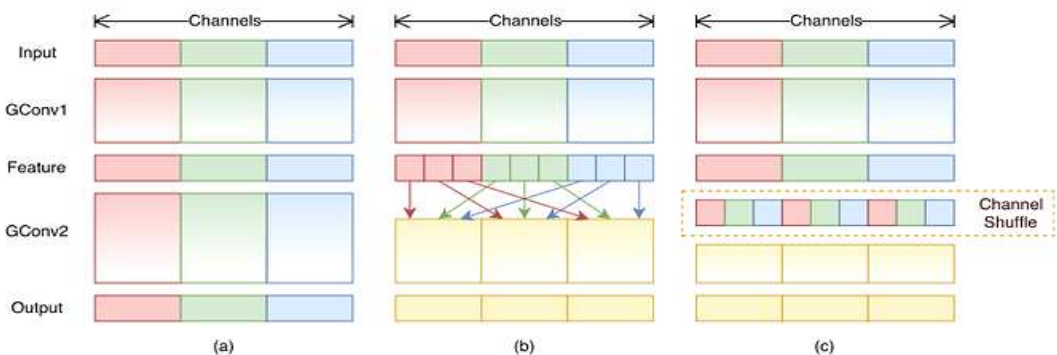 Channels
Channels
Channels
Input
GConv1
Feature
GConv2
Channel
Shuffle
Output
(a)
(b)
(c)